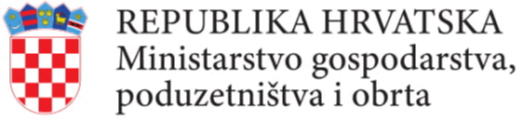 REPUBLIKA HRVATSKA
Ministarstvo gospodarstva,
poduzetništva i obrta